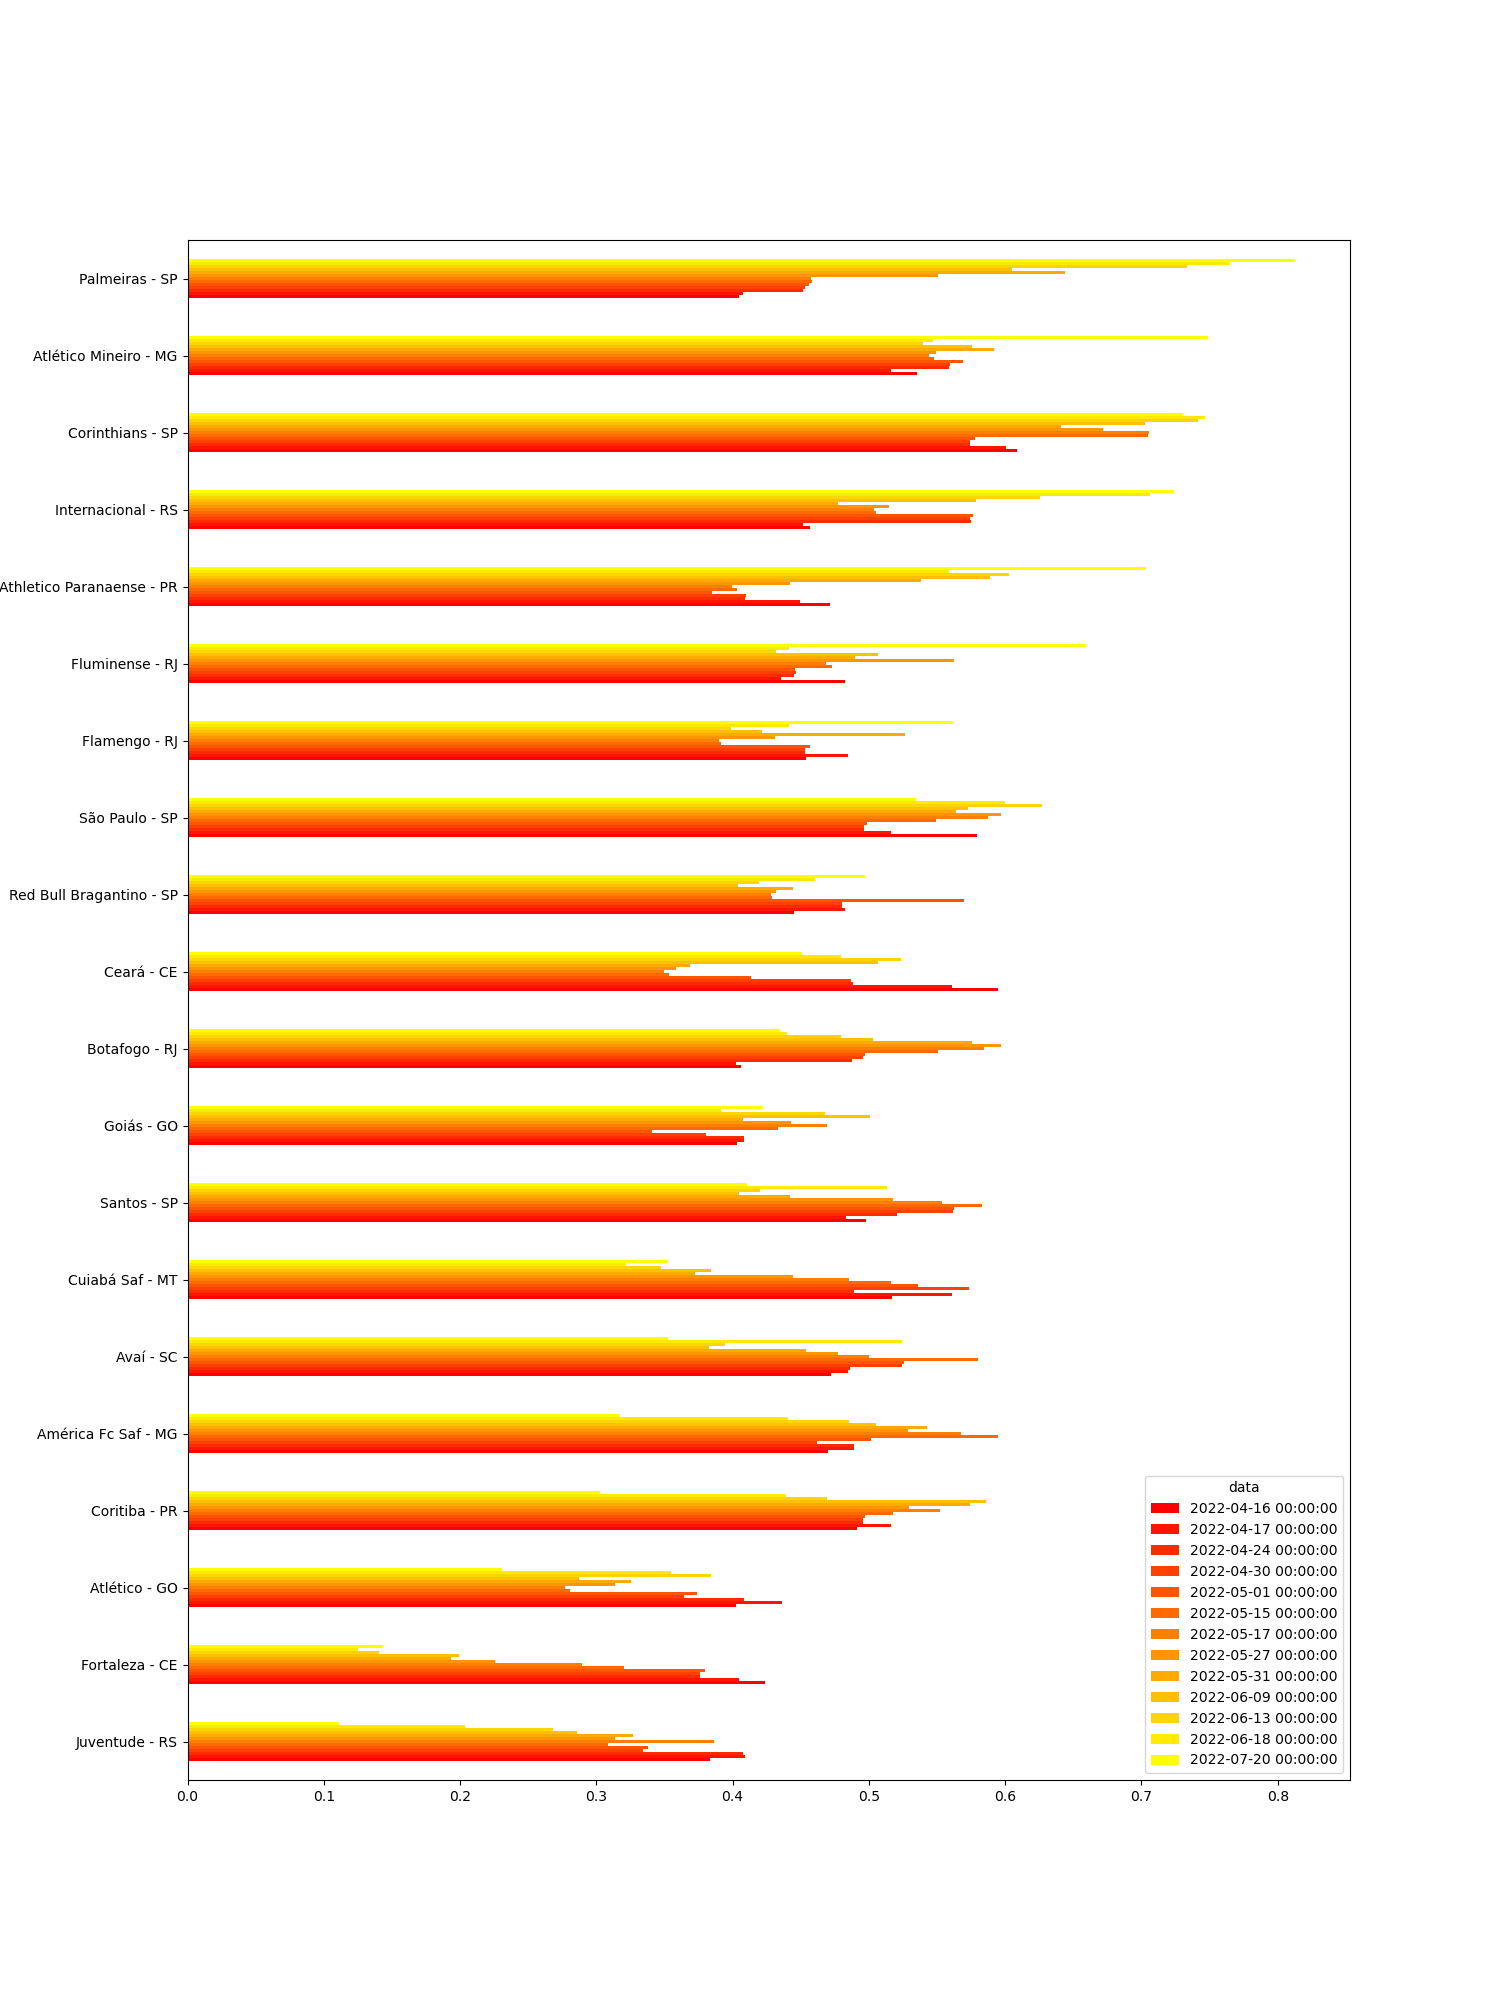 Palmeiras - SP
Atlético Mineiro - MG
Corinthians - SP
Internacional - RS
Athletico Paranaense - PR
Fluminense - RJ
Flamengo - RJ
São Paulo - SP
Red Bull Bragantino - SP
Ceará - CE
Botafogo - RJ
Goiás - GO
Santos - SP
Cuiabá Saf - MT
Avaí - SC
América Fc Saf - MG
Coritiba - PR
Atlético - GO
Fortaleza - CE
Juventude - RS
data
2022-04-16 00:00:00
2022-04-17 00:00:00
2022-04-24 00:00:00
2022-04-30 00:00:00
2022-05-01 00:00:00
2022-05-15 00:00:00
2022-05-17 00:00:00
2022-05-27 00:00:00
2022-05-31 00:00:00
2022-06-09 00:00:00
2022-06-13 00:00:00
2022-06-18 00:00:00
2022-07-20 00:00:00
0.0 0.1 0.2 0.3 0.4 0.5 0.6 0.7 0.8